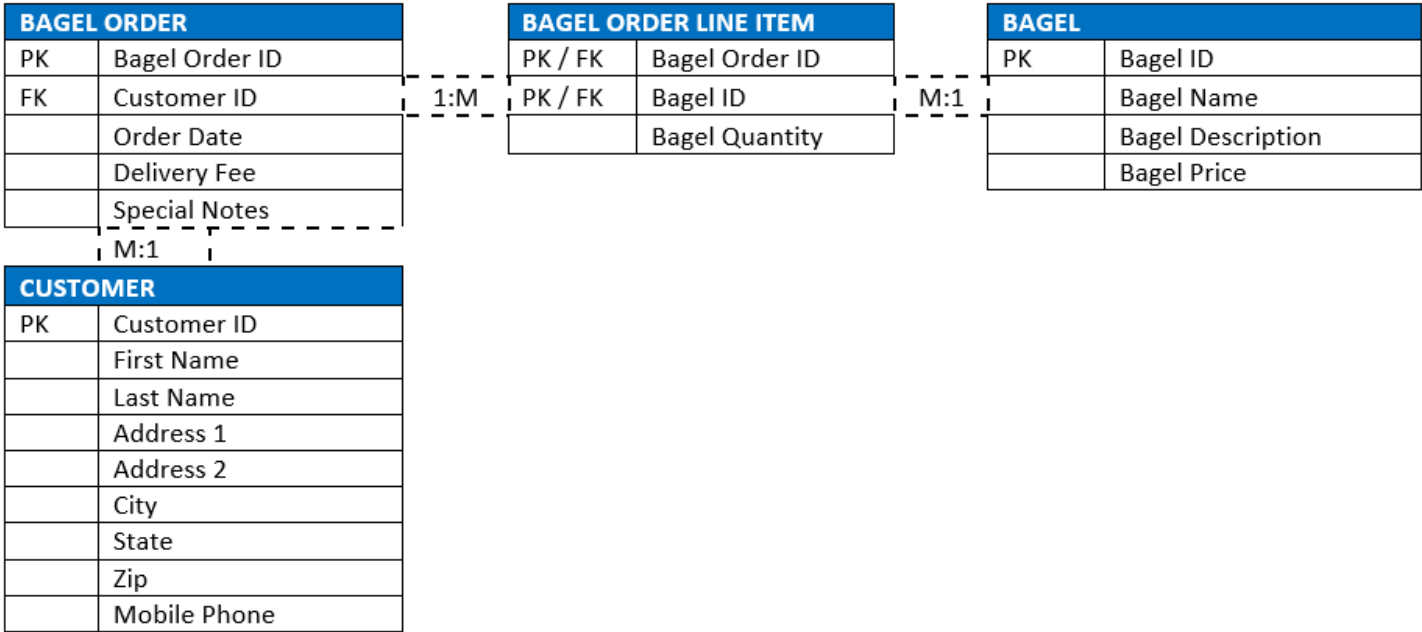 BAGEL ORDER
PK Bagel Order ID
FK Customer ID
Order Date
Delivery Fee
Special Notes
1:M
BAGEL ORDER LINE ITEM
PK / FK Bagel Order ID
PK / FK Bagel ID
Bagel Quantity
M:1
BAGEL
PK Bagel ID
Bagel Name
Bagel Description
Bagel Price
M:1
CUSTOMER
PK Customer ID
First Name
Last Name
Address 1
Address 2
City
State
Zip
Mobile Phone